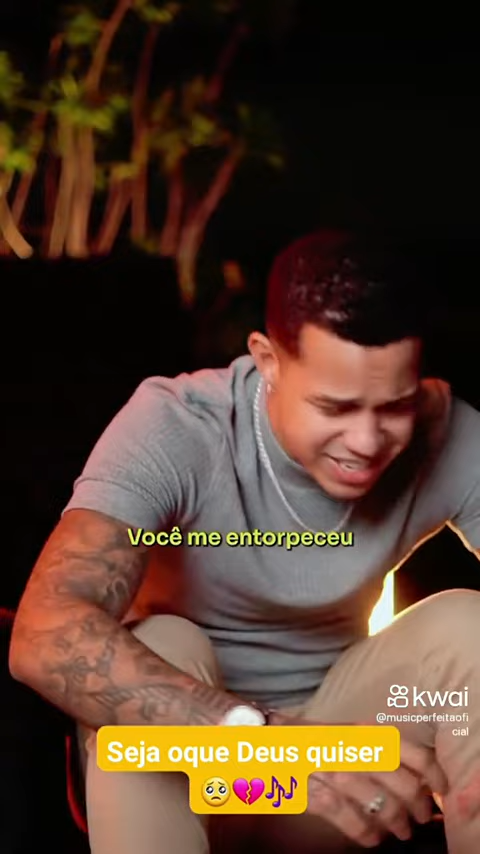 Você me entorpeceu
kwai
@musicperfeitaofi
cial
Seja oque Deus quiser
🥺💔🎶